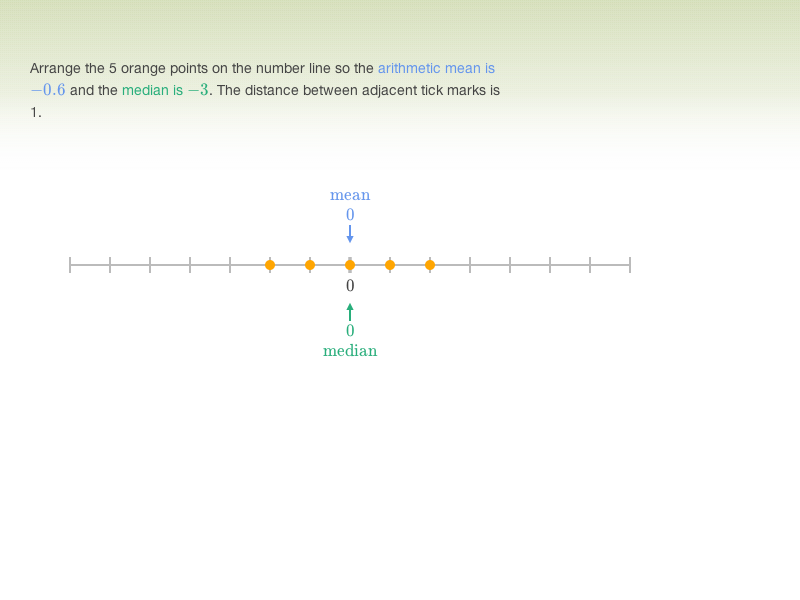 Arrange the 5 orange points on the number line so the arithmetic mean is
−0.6 and the median is −3. The distance between adjacent tick marks is
1.
mean
0
0
0
median